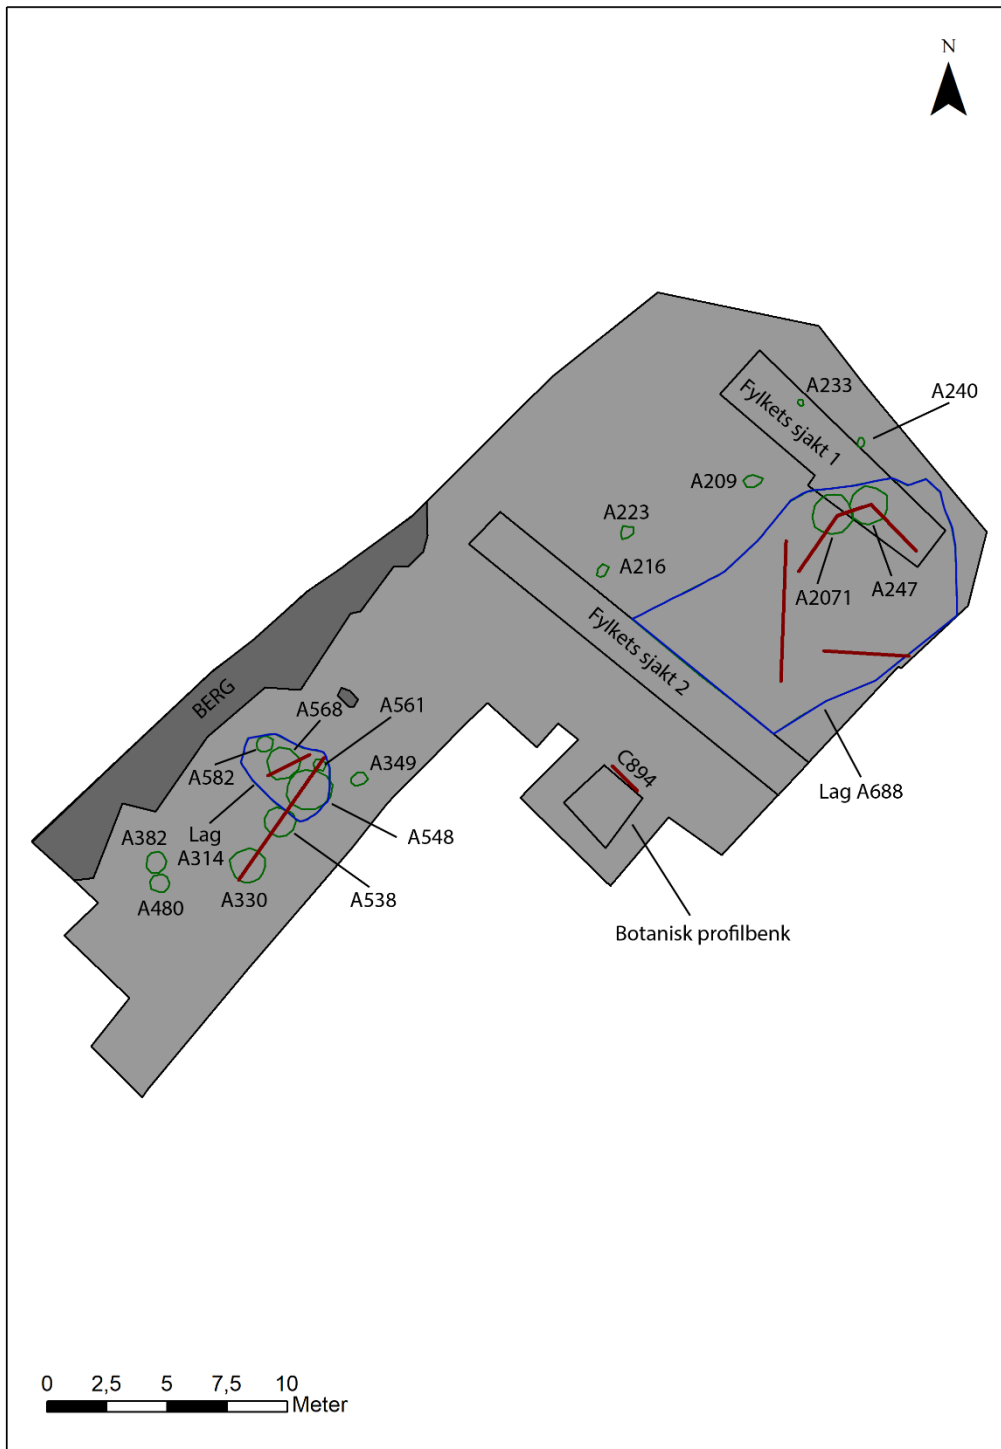 N
A233
A240
Fylkets sjakt 1
A209
A223
A216
A2071
A247
Fylkets sjakt 2
BERG
A568
A561
A582
A349
C894
Lag A688
A382
Lag
A314
A548
A480
A330
A538
Botanisk profilbenk
0 2,5 5 7,5 10
Meter